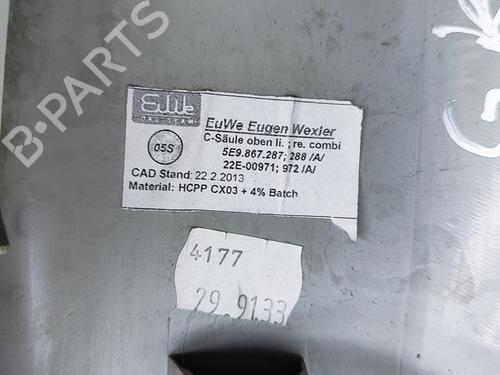 B-PARTS
EuWe
EuWe Eugen Wexler
C-Säule oben li. ; re. combi
05S
5E9.867.287; 288 /A/
22E-00971; 972 /A/
CAD Stand: 22.2.2013
Material: HCPP CX03 + 4% Batch
4177
29.9133